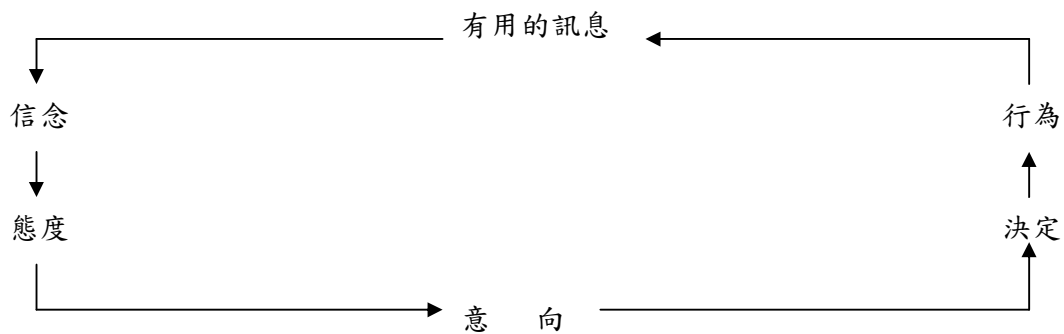 有用的訊息
信念
行為
態度
決定
意 向